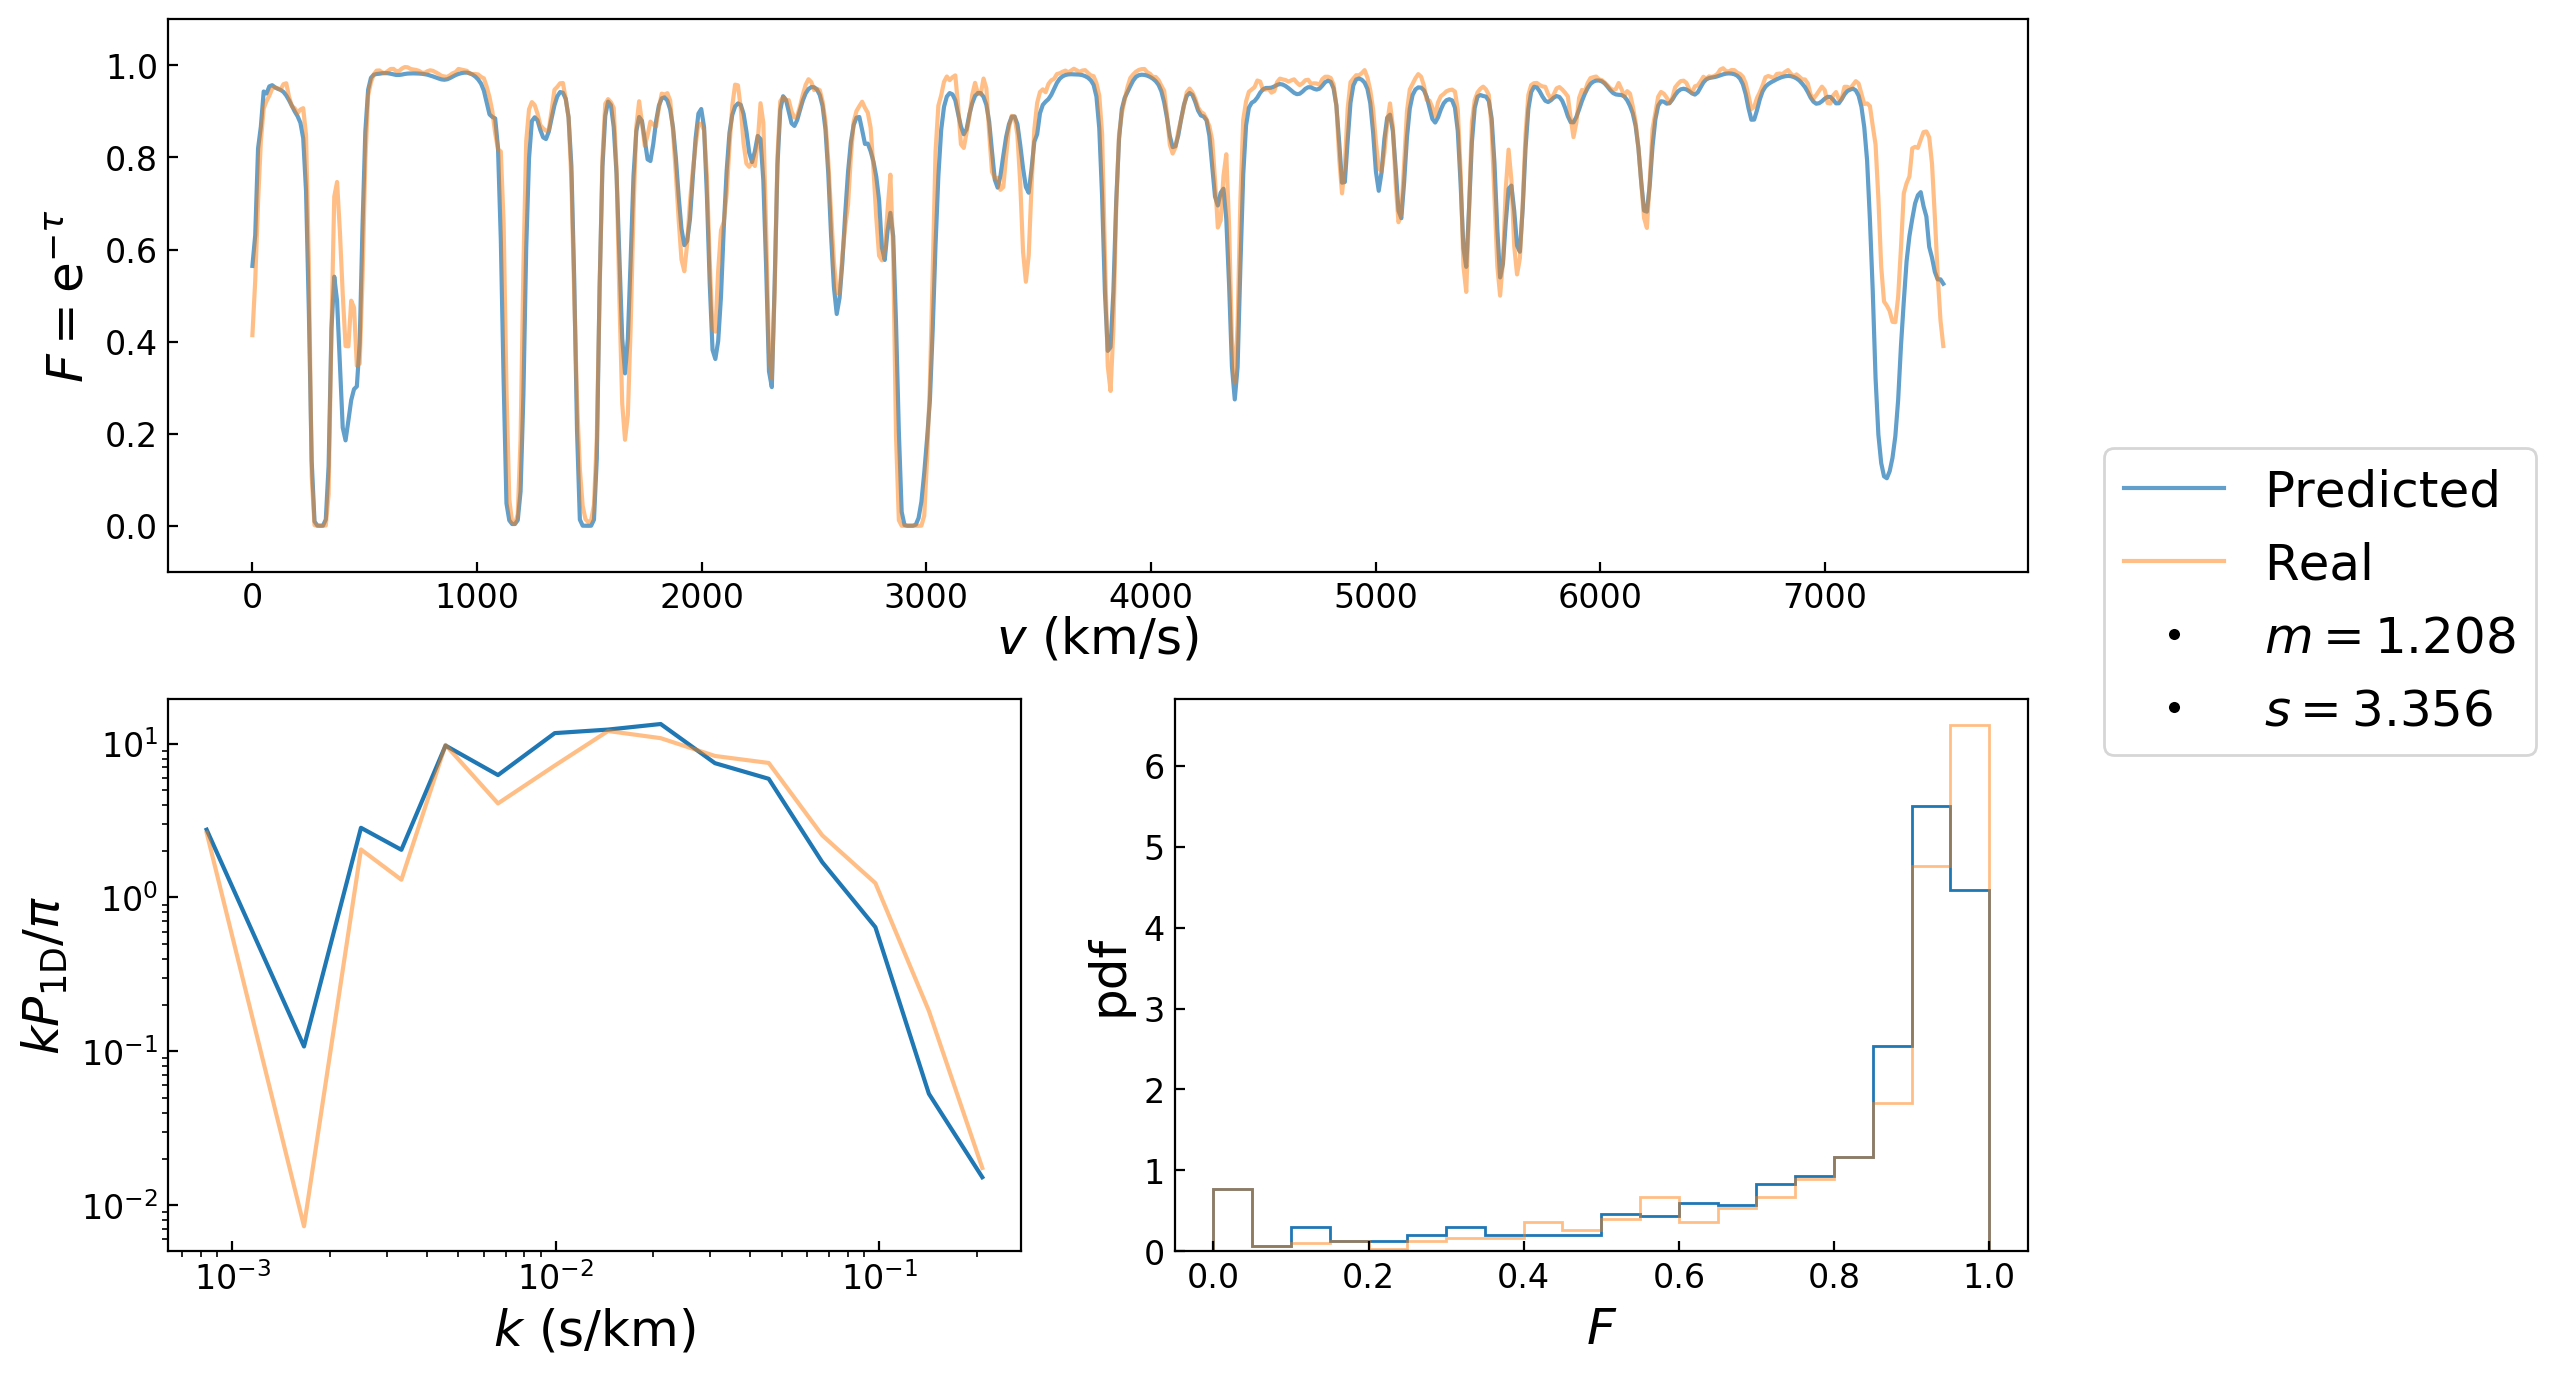 1.0
0.8
0.6
0.4
0.2
0.0
F = e^{−τ}
0 1000 2000 3000 4000 5000 6000 7000
v (km/s)
Predicted
Real
m = 1.208
s = 3.356
10^1
10^0
10^{−1}
10^{−2}
kP_{1D}/π
10^{−3} 10^{−2} 10^{−1}
k (s/km)
6
5
4
3
2
1
0
pdf
0.0 0.2 0.4 0.6 0.8 1.0
F